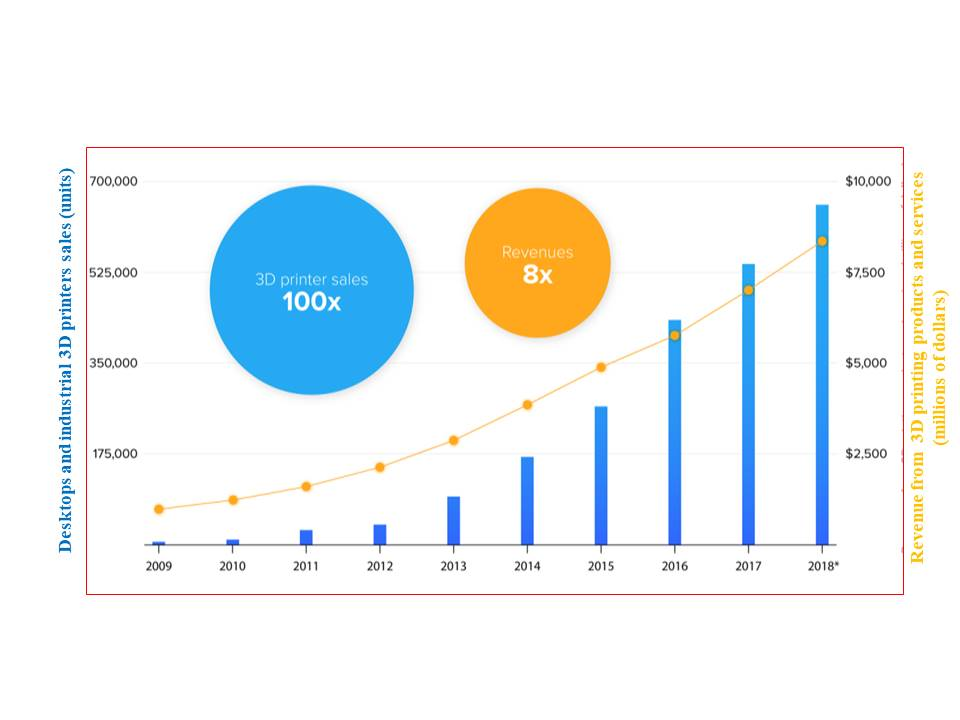 Desktops and industrial 3D printers sales (units)
700,000
525,000
350,000
175,000
3D printer sales
100x
Revenues
8x
$10,000
$7,500
$5,000
$2,500
Revenue from 3D printing products and services
(millions of dollars)
2009 2010 2011 2012 2013 2014 2015 2016 2017 2018*